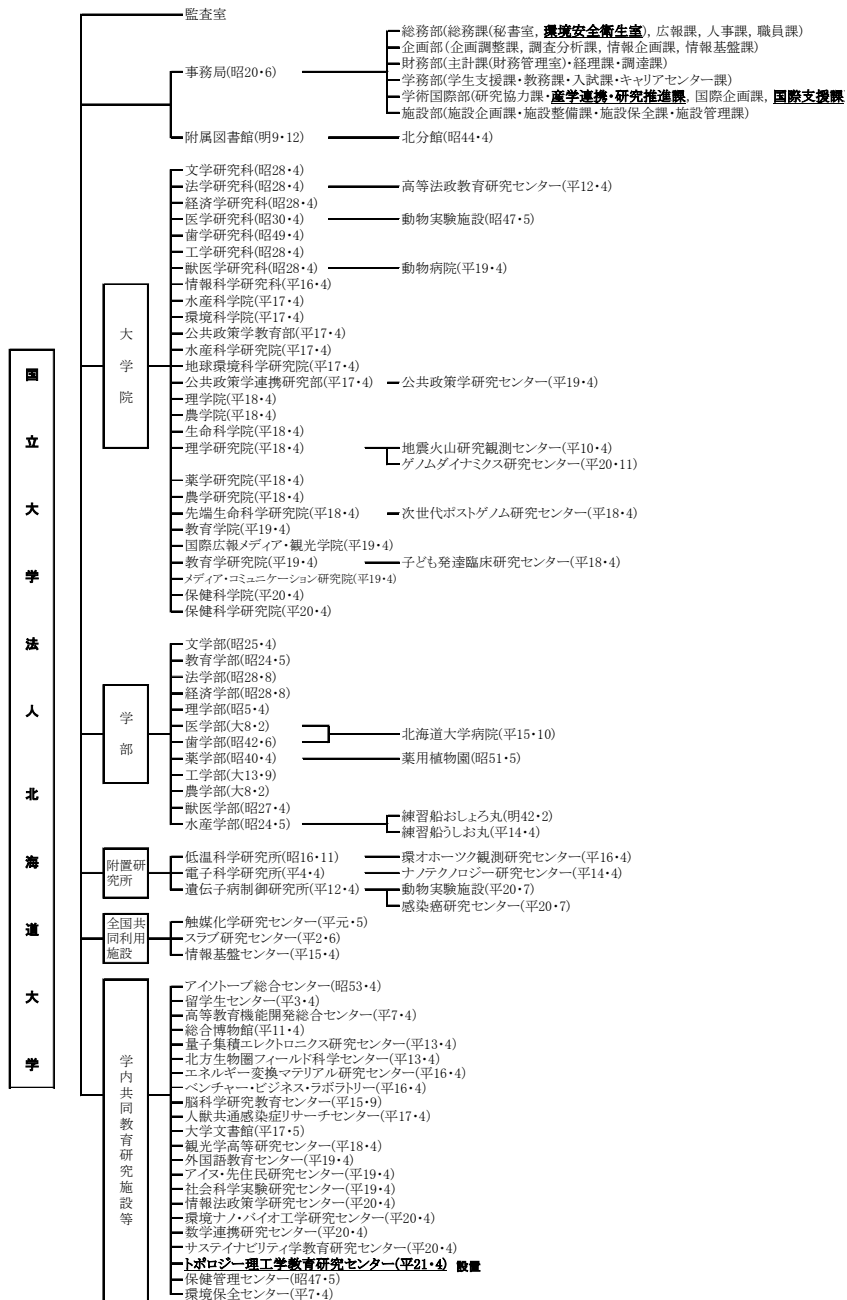 国立大学法人北海道大学
監査室
事務局(昭20・6)
総務部(総務課(秘書室, 環境安全衛生室), 広報課, 人事課, 職員課)
企画部(企画調整課, 調査分析課, 情報企画課, 情報基盤課)
財務部(主計課(財務管理室)・経理課・調達課)
学務部(学生支援課・教務課・入試課・キャリアセンター課)
学術国際部(研究協力課・産学連携・研究推進課, 国際企画課, 国際支援課
施設部(施設企画課・施設整備課・施設保全課・施設管理課)
附属図書館(明9・12)
北分館(昭44・4)
大学院
文学研究科(昭28・4)
法学研究科(昭28・4)
高等法政教育研究センター(平12・4)
経済学研究科(昭28・4)
医学研究科(昭30・4)
動物実験施設(昭47・5)
歯学研究科(昭49・4)
工学研究科(昭28・4)
獣医学研究科(昭28・4)
動物病院(平19・4)
情報科学研究科(平16・4)
水産科学院(平17・4)
環境科学院(平17・4)
公共政策学教育部(平17・4)
水産科学研究院(平17・4)
地球環境科学研究院(平17・4)
公共政策学連携研究部(平17・4)
公共政策学研究センター(平19・4)
理学院(平18・4)
農学院(平18・4)
生命科学院(平18・4)
理学研究院(平18・4)
地震火山研究観測センター(平10・4)
ゲノムダイナミクス研究センター(平20・11)
薬学研究院(平18・4)
農学研究院(平18・4)
先端生命科学研究院(平18・4)
次世代ポストゲノム研究センター(平18・4)
教育学院(平19・4)
国際広報メディア・観光学院(平19・4)
教育学研究院(平19・4)
子ども発達臨床研究センター(平18・4)
メディア・コミュニケーション研究院(平19・4)
保健科学院(平20・4)
保健科学研究院(平20・4)
学部
文学部(昭25・4)
教育学部(昭24・5)
法学部(昭28・8)
経済学部(昭28・8)
理学部(昭5・4)
医学部(大8・2)
歯学部(昭42・6)
北海道大学病院(平15・10)
薬学部(昭40・4)
薬用植物園(昭51・5)
工学部(大13・9)
農学部(大8・2)
獣医学部(昭27・4)
水産学部(昭24・5)
練習船おしょろ丸(明42・2)
練習船うしお丸(平14・4)
附置研
究所
低温科学研究所(昭16・11)
環オホーツク観測研究センター(平16・4)
電子科学研究所(平4・4)
ナノテクノロジー研究センター(平14・4)
遺伝子病制御研究所(平12・4)
動物実験施設(平20・7)
感染癌研究センター(平20・7)
全国共
同利用
施設
触媒化学研究センター(平元・5)
スラブ研究センター(平2・6)
情報基盤センター(平15・4)
学内共同教育研究施設等
アイソトープ総合センター(昭53・4)
留学生センター(平3・4)
高等教育機能開発総合センター(平7・4)
総合博物館(平11・4)
量子集積エレクトロニクス研究センター(平13・4)
北方生物圏フィールド科学センター(平13・4)
エネルギー変換マテリアル研究センター(平16・4)
ベンチャー・ビジネス・ラボラトリー(平16・4)
脳科学研究教育センター(平15・9)
人獣共通感染症リサーチセンター(平17・4)
大学文書館(平17・5)
観光学高等研究センター(平18・4)
外国語教育センター(平19・4)
アイヌ・先住民研究センター(平19・4)
社会科学実験研究センター(平19・4)
情報法政策学研究センター(平20・4)
環境ナノ・バイオ工学研究センター(平20・4)
数学連携研究センター(平20・4)
サステイナビリティ学教育研究センター(平20・4)
トポロジー理工学教育研究センター(平21・4) 設置
保健管理センター(昭47・5)
環境保全センター(平7・4)